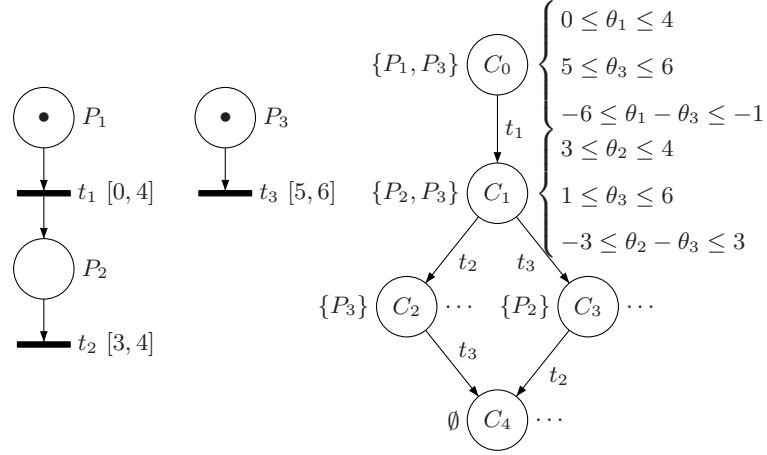 P1
t1 [0, 4]
P2
t2 [3, 4]
P3
t3 [5, 6]
{P1, P3} C0
0 ≤ θ1 ≤ 4
5 ≤ θ3 ≤ 6
−6 ≤ θ1 − θ3 ≤ −1
t1
{P2, P3} C1
3 ≤ θ2 ≤ 4
1 ≤ θ3 ≤ 6
−3 ≤ θ2 − θ3 ≤ 3
t2 t3
{P3} C2 ⋯ {P2} C3 ⋯
t3 t2
∅ C4 ⋯